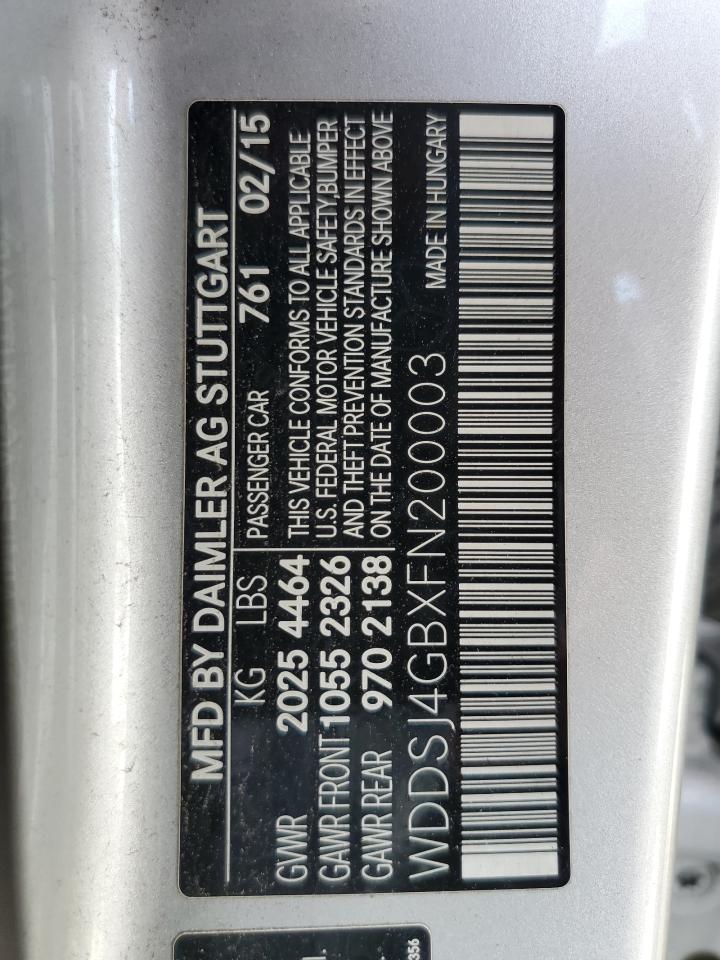 MFD BY DAIMLER AG STUTTGART
KG LBS PASSENGER CAR 761 02/15
GVWR 2025 4464 THIS VEHICLE CONFORMS TO ALL APPLICABLE
GAWR FRONT 1055 2326 U.S. FEDERAL MOTOR VEHICLE SAFETY,BUMPER
GAWR REAR 970 2138 AND THEFT PREVENTION STANDARDS IN EFFECT
ON THE DATE OF MANUFACTURE SHOWN ABOVE
WDDSJ4GBXFN200003 MADE IN HUNGARY
356